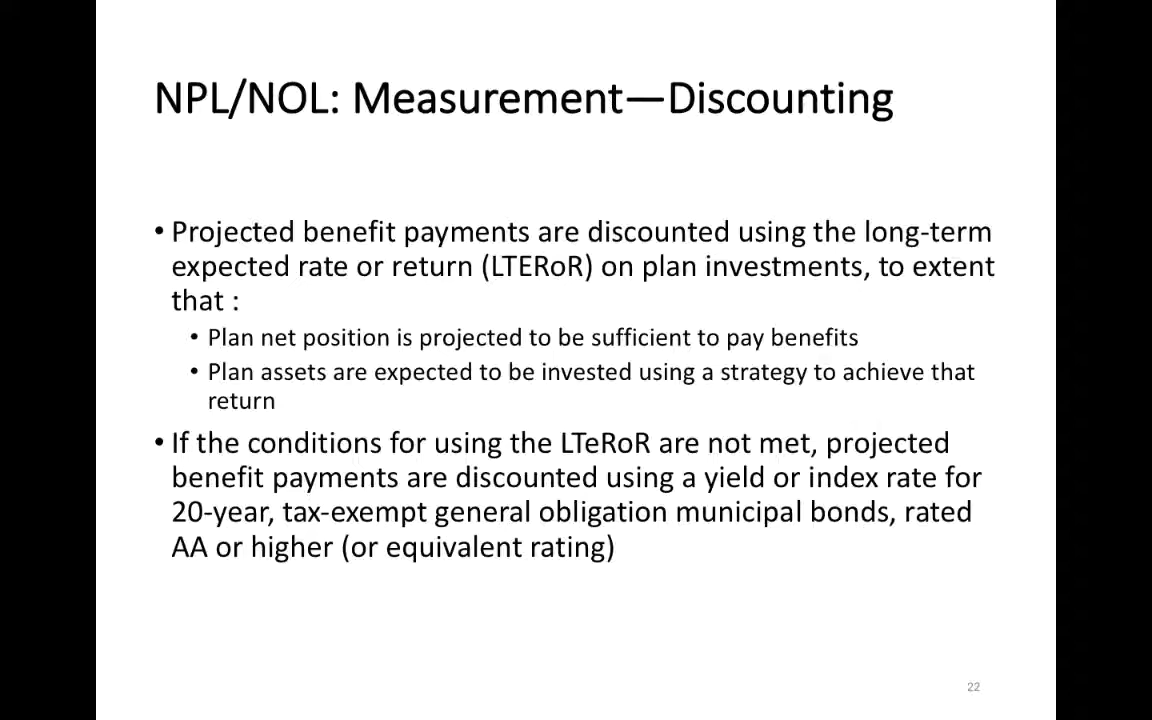 NPL/NOL: Measurement—Discounting
• Projected benefit payments are discounted using the long-term
expected rate or return (LTERoR) on plan investments, to extent
that :
• Plan net position is projected to be sufficient to pay benefits
• Plan assets are expected to be invested using a strategy to achieve that
return
• If the conditions for using the LTeRoR are not met, projected
benefit payments are discounted using a yield or index rate for
20-year, tax-exempt general obligation municipal bonds, rated
AA or higher (or equivalent rating)
22